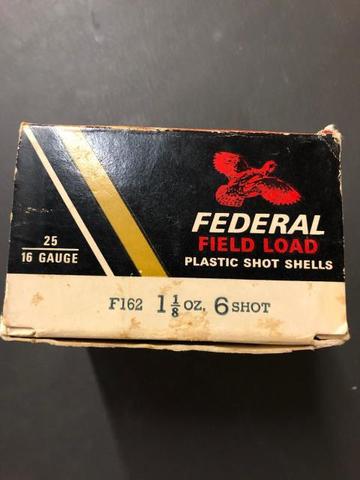 FEDERAL
FIELD LOAD
PLASTIC SHOT SHELLS
25
16 GAUGE
F162 1 1/8 OZ. 6 SHOT